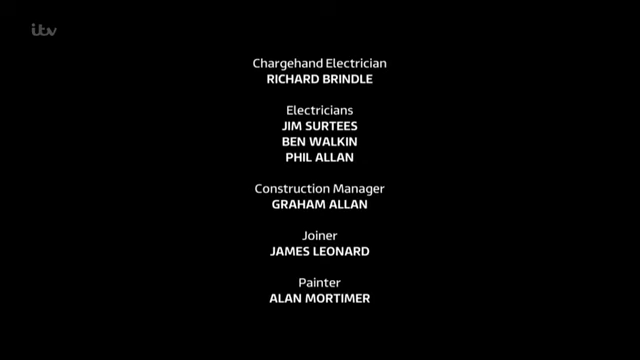 itv
Chargehand Electrician
RICHARD BRINDLE
Electricians
JIM SURTEES
BEN WALKIN
PHIL ALLAN
Construction Manager
GRAHAM ALLAN
Joiner
JAMES LEONARD
Painter
ALAN MORTIMER